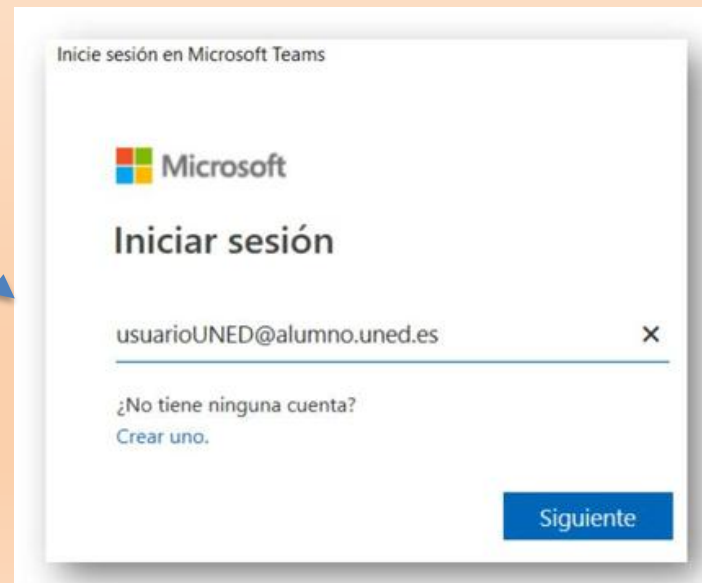 Inicie sesión en Microsoft Teams
Microsoft
Iniciar sesión
usuarioUNED@alumno.uned.es
¿No tiene ninguna cuenta?
Crear uno.
Siguiente